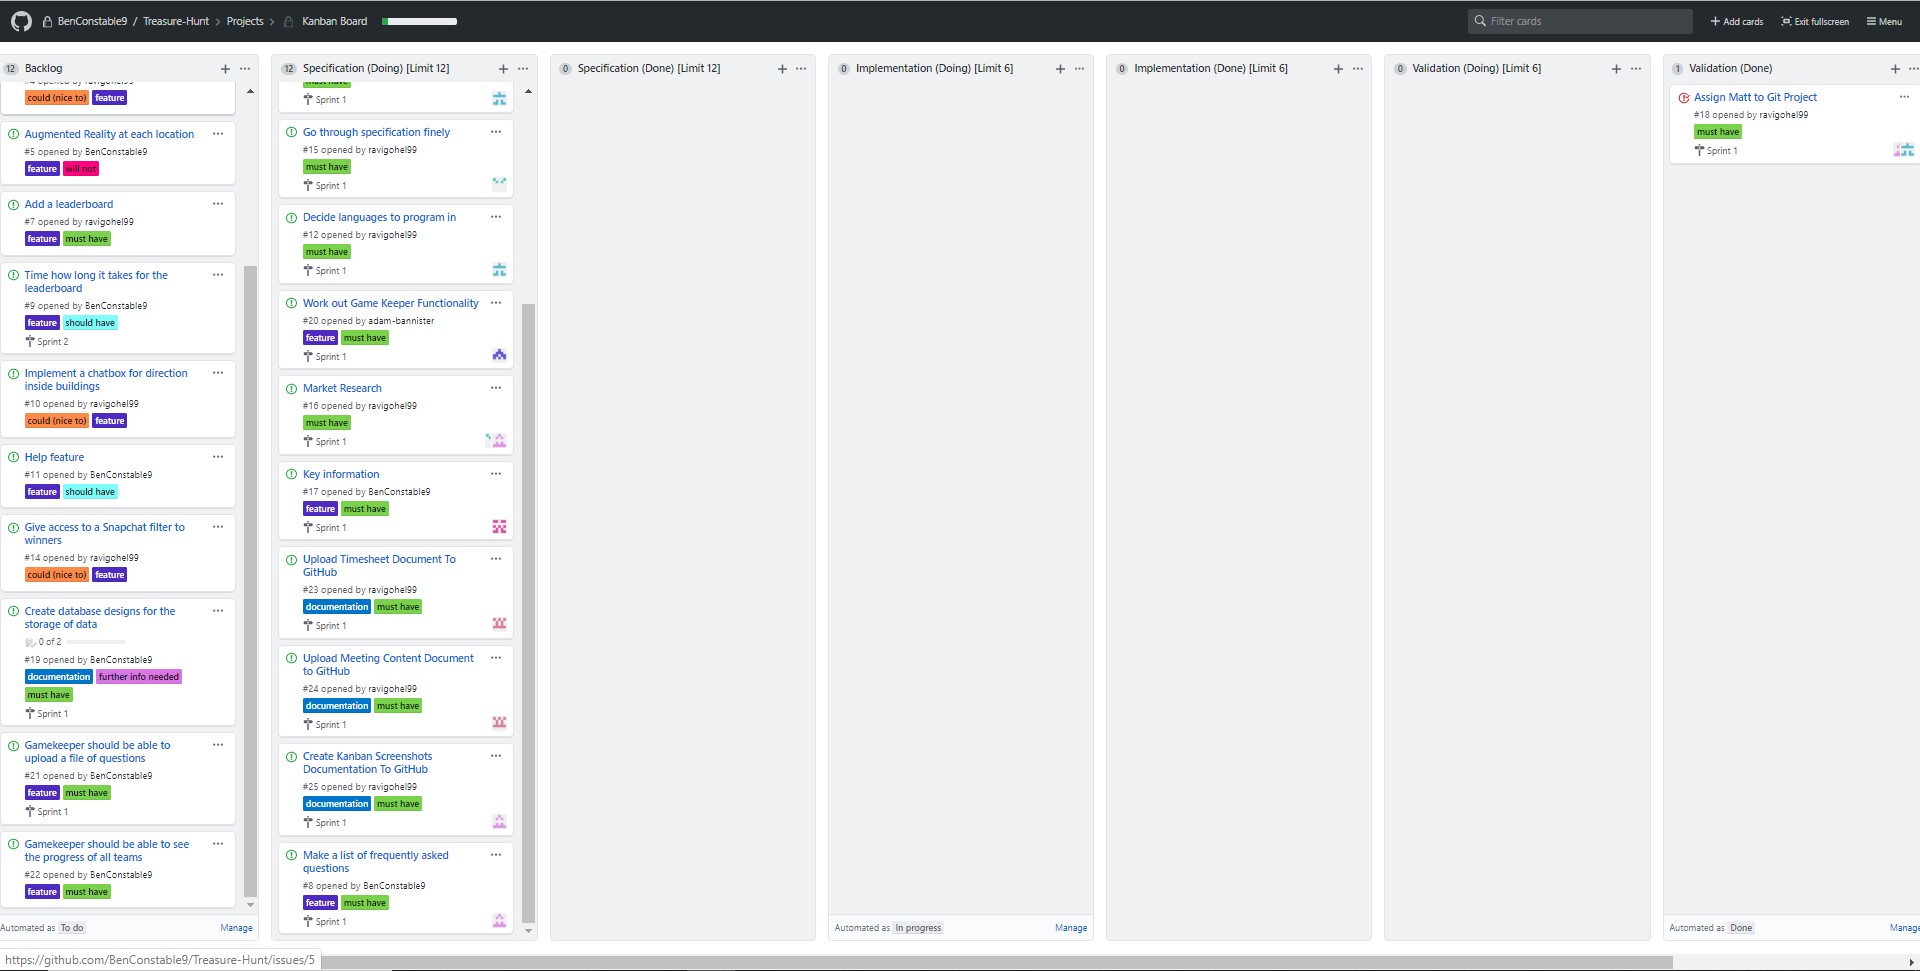 BenConstable9 / Treasure-Hunt > Projects > Kanban Board
Filter cards
+ Add cards
Exit fullscreen
Menu
12 Backlog
could (nice to) feature
Augmented Reality at each location
#5 opened by BenConstable9
feature will not
Add a leaderboard
#7 opened by ravigohel99
feature must have
Time how long it takes for the
leaderboard
#9 opened by BenConstable9
feature should have
Sprint 2
Implement a chatbox for direction
inside buildings
#10 opened by ravigohel99
could (nice to) feature
Help feature
#11 opened by BenConstable9
feature should have
Give access to a Snapchat filter to
winners
#14 opened by ravigohel99
could (nice to) feature
Create database designs for the
storage of data
0 of 2
#19 opened by BenConstable9
documentation further info needed
must have
Sprint 1
Gamekeeper should be able to
upload a file of questions
#21 opened by BenConstable9
feature must have
Sprint 1
Gamekeeper should be able to see
the progress of all teams
#22 opened by BenConstable9
feature must have
Automated as To do Manage
12 Specification (Doing) [Limit 12]
Sprint 1
Go through specification finely
#15 opened by ravigohel99
must have
Sprint 1
Decide languages to program in
#12 opened by ravigohel99
must have
Sprint 1
Work out Game Keeper Functionality
#20 opened by adam-bannister
feature must have
Sprint 1
Market Research
#16 opened by ravigohel99
must have
Sprint 1
Key information
#17 opened by BenConstable9
feature must have
Sprint 1
Upload Timesheet Document To
GitHub
#23 opened by ravigohel99
documentation must have
Sprint 1
Upload Meeting Content Document
to GitHub
#24 opened by ravigohel99
documentation must have
Sprint 1
Create Kanban Screenshots
Documentation To GitHub
#25 opened by ravigohel99
documentation must have
Sprint 1
Make a list of frequently asked
questions
#8 opened by BenConstable9
feature must have
Sprint 1
0 Specification (Done) [Limit 12]
0 Implementation (Doing) [Limit 6]
Automated as In progress Manage
0 Implementation (Done) [Limit 6]
0 Validation (Doing) [Limit 6]
1 Validation (Done)
Assign Matt to Git Project
#18 opened by ravigohel99
must have
Sprint 1
Automated as Done Manage
https://github.com/BenConstable9/Treasure-Hunt/issues/5